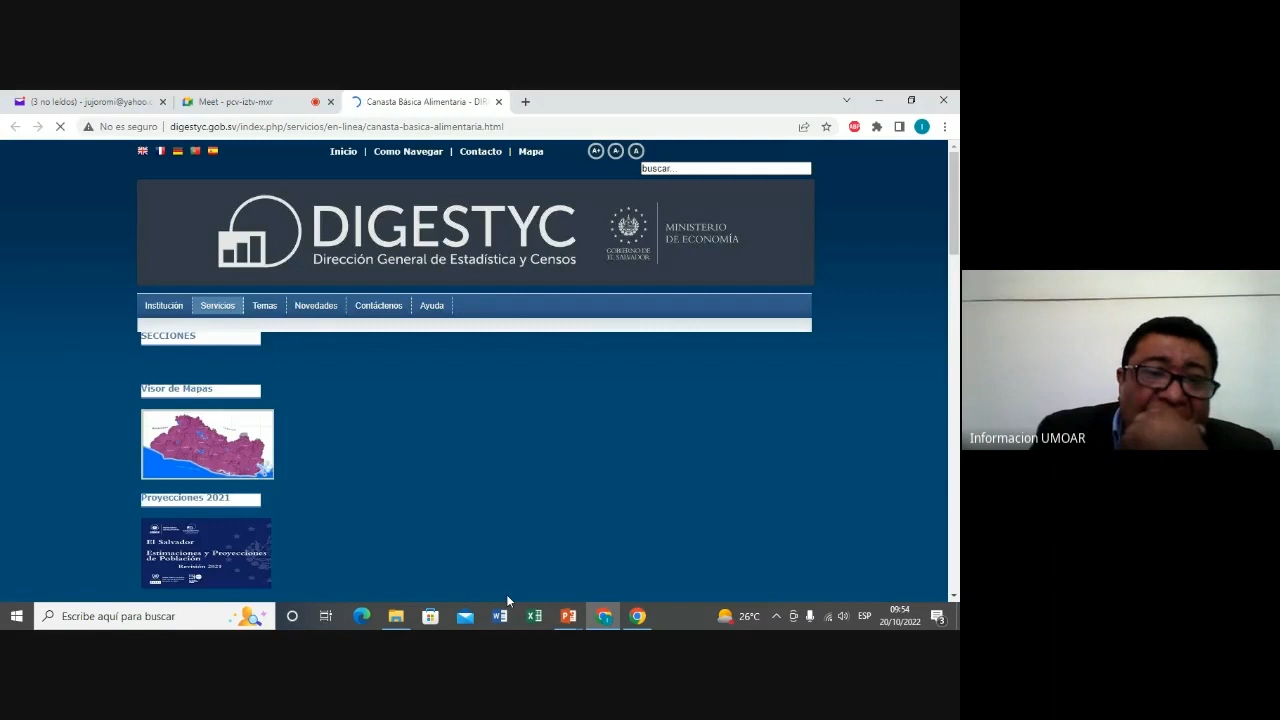 (3 no leídos) - jujoromi@yahoo.c
Meet - pcv-iztv-mxr
Canasta Básica Alimentaria - DIR
No es seguro
digestyc.gob.sv/index.php/servicios/en-linea/canasta-basica-alimentaria.html
ABP
I
Inicio | Como Navegar | Contacto | Mapa
A+ A- A
buscar...
DIGESTYC
Dirección General de Estadística y Censos
GOBIERNO DE
EL SALVADOR
MINISTERIO
DE ECONOMÍA
Institución
Servicios
Temas
Novedades
Contáctenos
Ayuda
SECCIONES
Visor de Mapas
Proyecciones 2021
El Salvador
Estimaciones y Proyecciones
de Población
Revisión 2021
Informacion UMOAR
Escribe aquí para buscar
26°C
ESP
09:54
20/10/2022
3